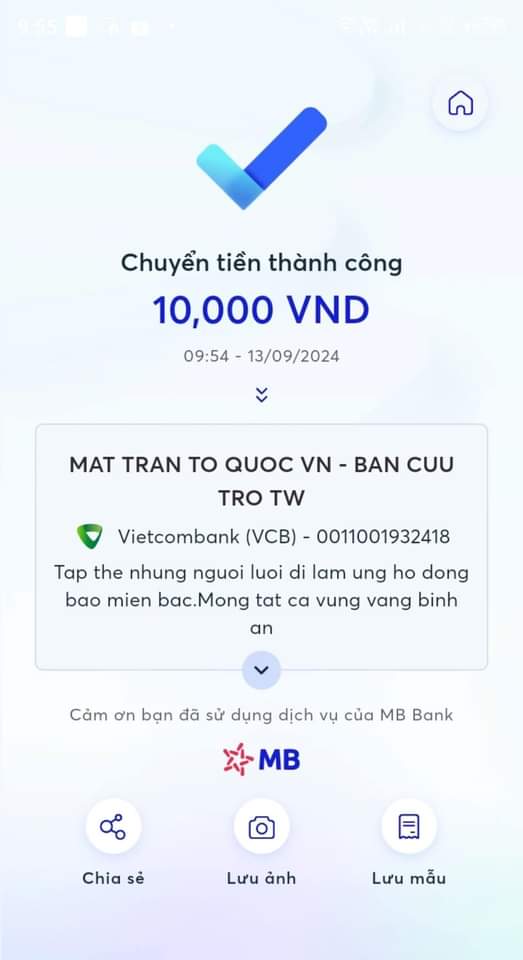 9:55
Chuyển tiền thành công
10,000 VND
09:54 - 13/09/2024
MAT TRAN TO QUOC VN - BAN CUU
TRO TW
Vietcombank (VCB) - 0011001932418
Tap the nhung nguoi luoi di lam ung ho dong
bao mien bac.Mong tat ca vung vang binh
an
Cảm ơn bạn đã sử dụng dịch vụ của MB Bank
MB
Chia sẻ
Lưu ảnh
Lưu mẫu